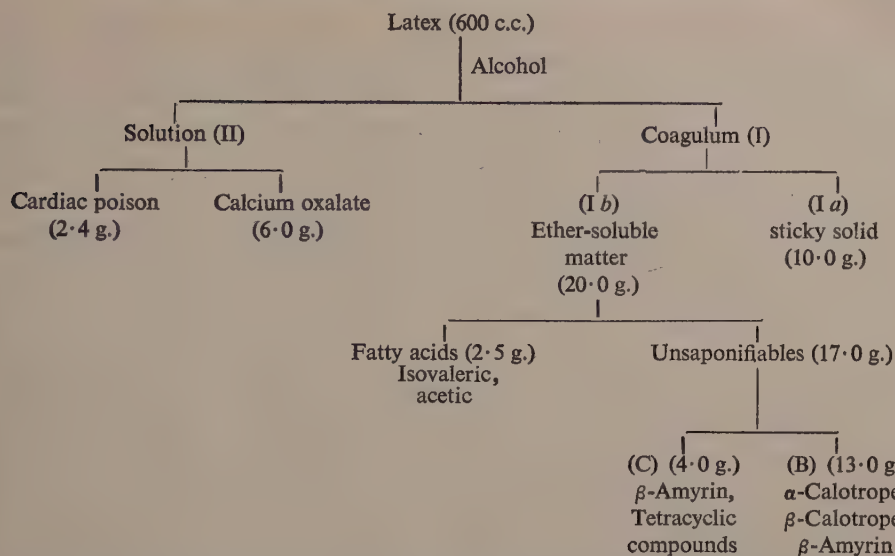 Latex (600 c.c.)
Alcohol
Solution (II)
Coagulum (I)
Cardiac poison
(2·4 g.)
Calcium oxalate
(6·0 g.)
(I b)
Ether-soluble
matter
(20·0 g.)
(I a)
sticky solid
(10·0 g.)
Fatty acids (2·5 g.)
Isovaleric,
acetic
Unsaponifiables (17·0 g.)
(C) (4·0 g.)
β-Amyrin,
Tetracyclic
compounds
(B) (13·0 g
α-Calotrope
β-Calotrope
β-Amyrin